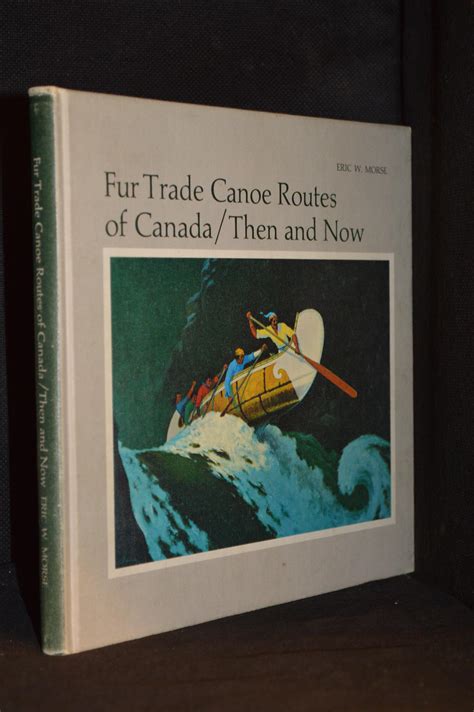 ERIC W. MORSE
Fur Trade Canoe Routes
of Canada/Then and Now
Fur Trade Canoe Routes of Canada/Then and Now ERIC W. MORSE